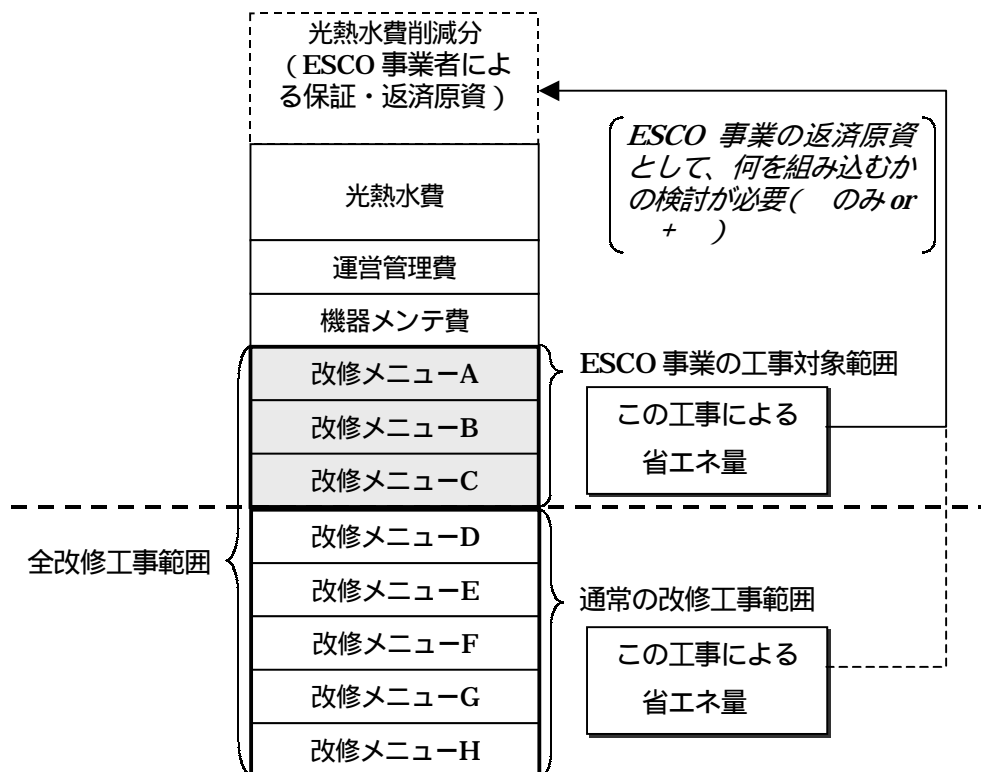 光熱水費削減分
（ESCO 事業者によ
る保証・返済原資）
ESCO 事業の返済原資
として、何を組み込むか
の検討が必要(　のみ or
　+　)
光熱水費
運営管理費
機器メンテ費
改修メニューA
改修メニューB
改修メニューC
ESCO 事業の工事対象範囲
この工事による
省エネ量
全改修工事範囲
改修メニューD
改修メニューE
改修メニューF
改修メニューG
改修メニューH
通常の改修工事範囲
この工事による
省エネ量